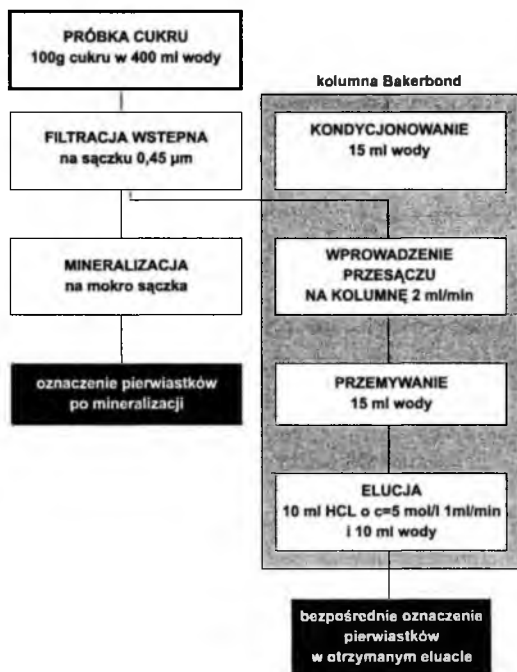 PRÓBKA CUKRU
100g cukru w 400 ml wody
FILTRACJA WSTEPNA
na sączku 0,45 µm
MINERALIZACJA
na mokro sączka
oznaczenie pierwiastków
po mineralizacji
kolumna Bakerbond
KONDYCJONOWANIE
15 ml wody
WPROWADZENIE
PRZESĄCZU
NA KOLUMNĘ 2 ml/min
PRZEMYWANIE
15 ml wody
ELUCJA
10 ml HCL o c=5 mol/l 1ml/min
i 10 ml wody
bezpośrednie oznaczenie
pierwiastków
w otrzymanym eluacie